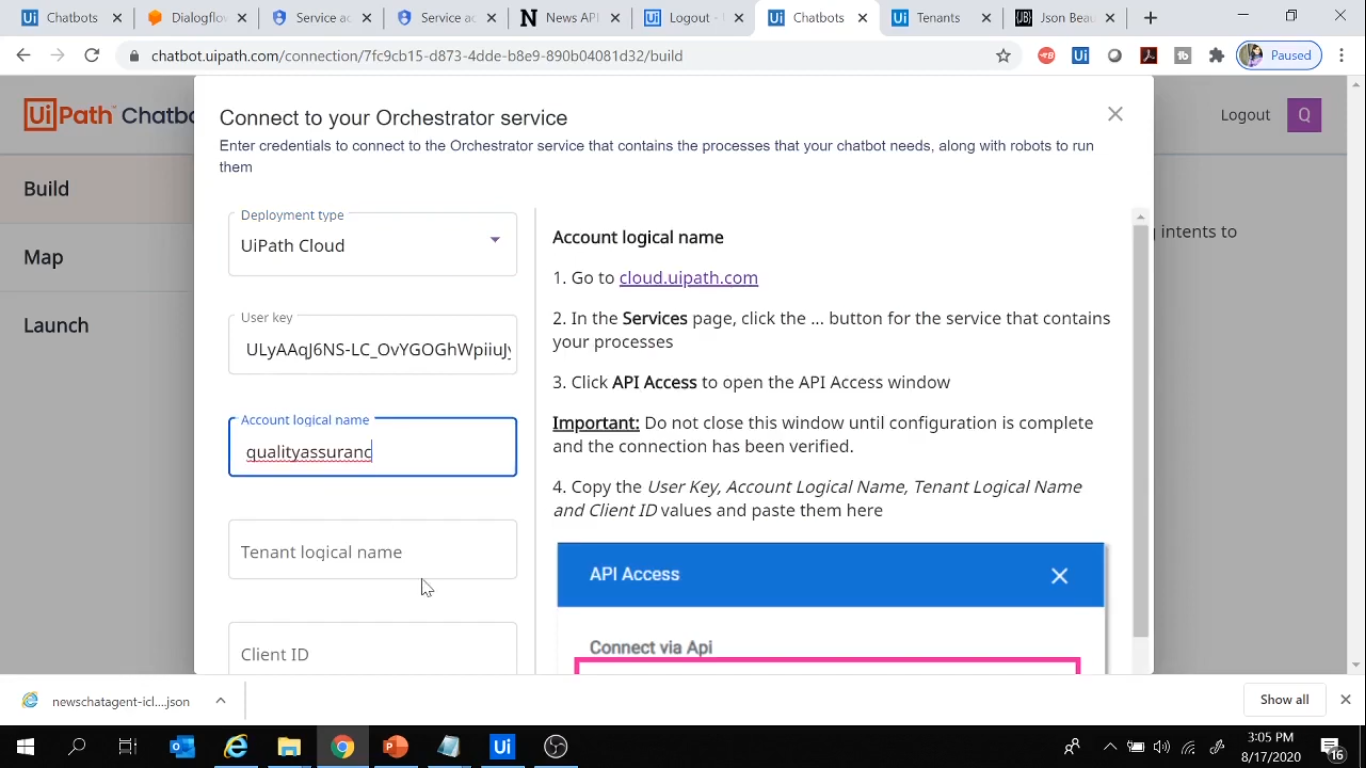 Chatbots
Dialogflo
Service ac
Service ac
News API
Logout -
Chatbots
Tenants
Json Beau
chatbot.uipath.com/connection/7fc9cb15-d873-4dde-b8e9-890b04081d32/build
Paused
UiPath Chatbo
Logout
Q
Build
Map
Launch
g intents to
Connect to your Orchestrator service
Enter credentials to connect to the Orchestrator service that contains the processes that your chatbot needs, along with robots to run
them
Deployment type
UiPath Cloud
User key
ULyAAqJ6NS-LC_OvYGOGhWpiiuJy
Account logical name
qualityassuranc
Tenant logical name
Client ID
Account logical name
1. Go to cloud.uipath.com
2. In the Services page, click the ... button for the service that contains
your processes
3. Click API Access to open the API Access window
Important: Do not close this window until configuration is complete
and the connection has been verified.
4. Copy the User Key, Account Logical Name, Tenant Logical Name
and Client ID values and paste them here
API Access
Connect via Api
newschatagent-icl....json
Show all
3:05 PM
8/17/2020
16